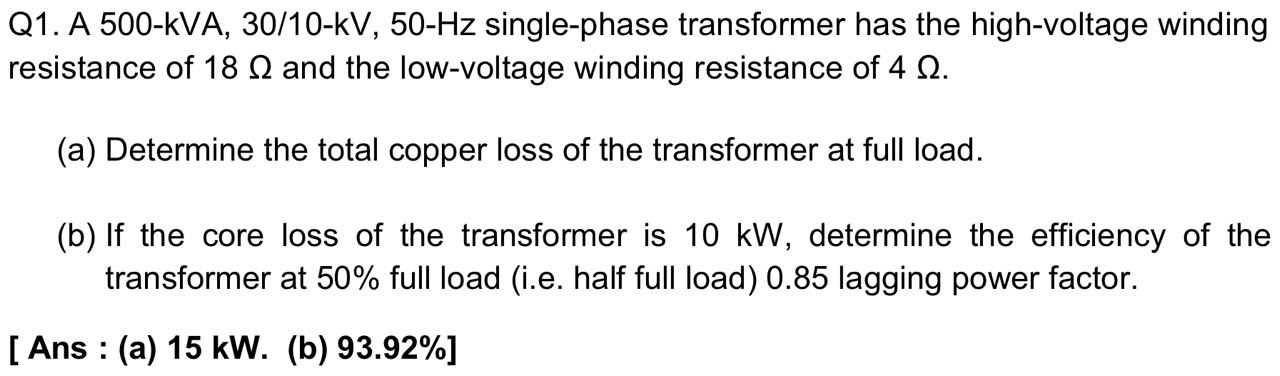 Q1. A 500-kVA, 30/10-kV, 50-Hz single-phase transformer has the high-voltage winding
resistance of 18 Ω and the low-voltage winding resistance of 4 Ω.
(a) Determine the total copper loss of the transformer at full load.
(b) If the core loss of the transformer is 10 kW, determine the efficiency of the
transformer at 50% full load (i.e. half full load) 0.85 lagging power factor.
[ Ans : (a) 15 kW.  (b) 93.92%]